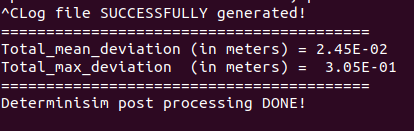 ^CLog file SUCCESSFULLY generated!
=========================================
Total_mean_deviation (in meters) = 2.45E-02
Total_max_deviation  (in meters) =  3.05E-01
=========================================
Determinisim post processing DONE!